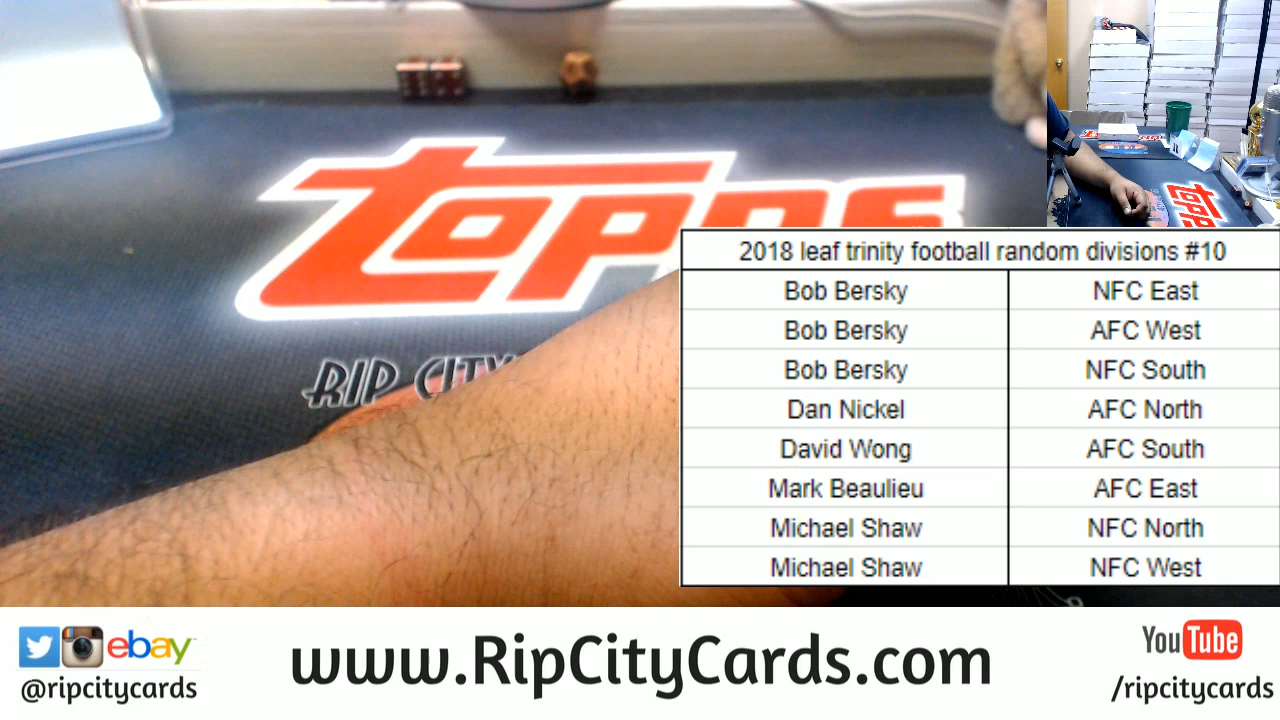 Topps
RIP CITY
2018 leaf trinity football random divisions #10
Bob Bersky NFC East
Bob Bersky AFC West
Bob Bersky NFC South
Dan Nickel AFC North
David Wong AFC South
Mark Beaulieu AFC East
Michael Shaw NFC North
Michael Shaw NFC West
ebay
@ripcitycards
www.RipCityCards.com
YouTube
/ripcitycards